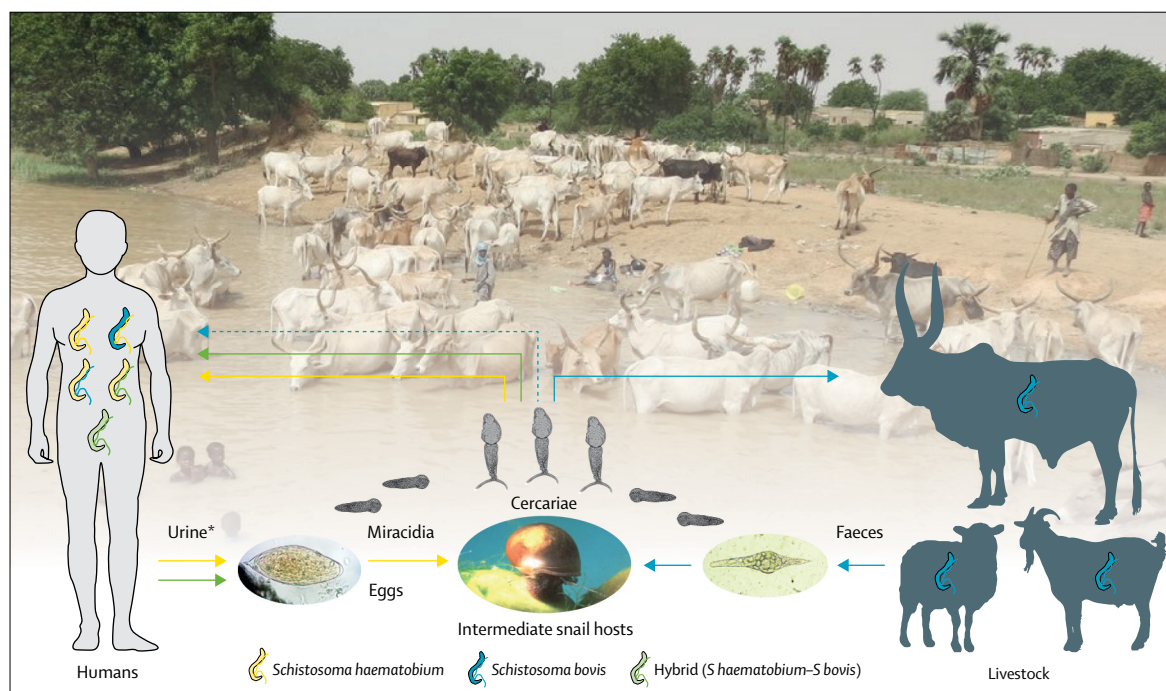 Cercariae
Urine*
Miracidia
Faeces
Eggs
Intermediate snail hosts
Humans
Schistosoma haematobium
Schistosoma bovis
Hybrid (S haematobium–S bovis)
Livestock